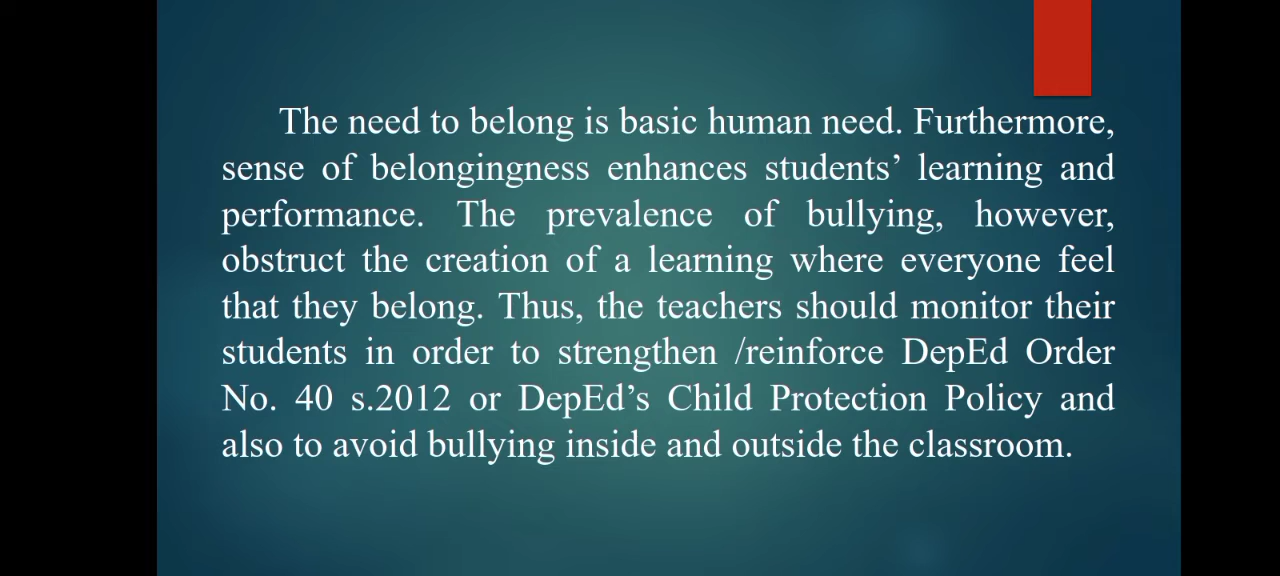 The need to belong is basic human need. Furthermore,
sense of belongingness enhances students’ learning and
performance. The prevalence of bullying, however,
obstruct the creation of a learning where everyone feel
that they belong. Thus, the teachers should monitor their
students in order to strengthen /reinforce DepEd Order
No. 40 s.2012 or DepEd’s Child Protection Policy and
also to avoid bullying inside and outside the classroom.